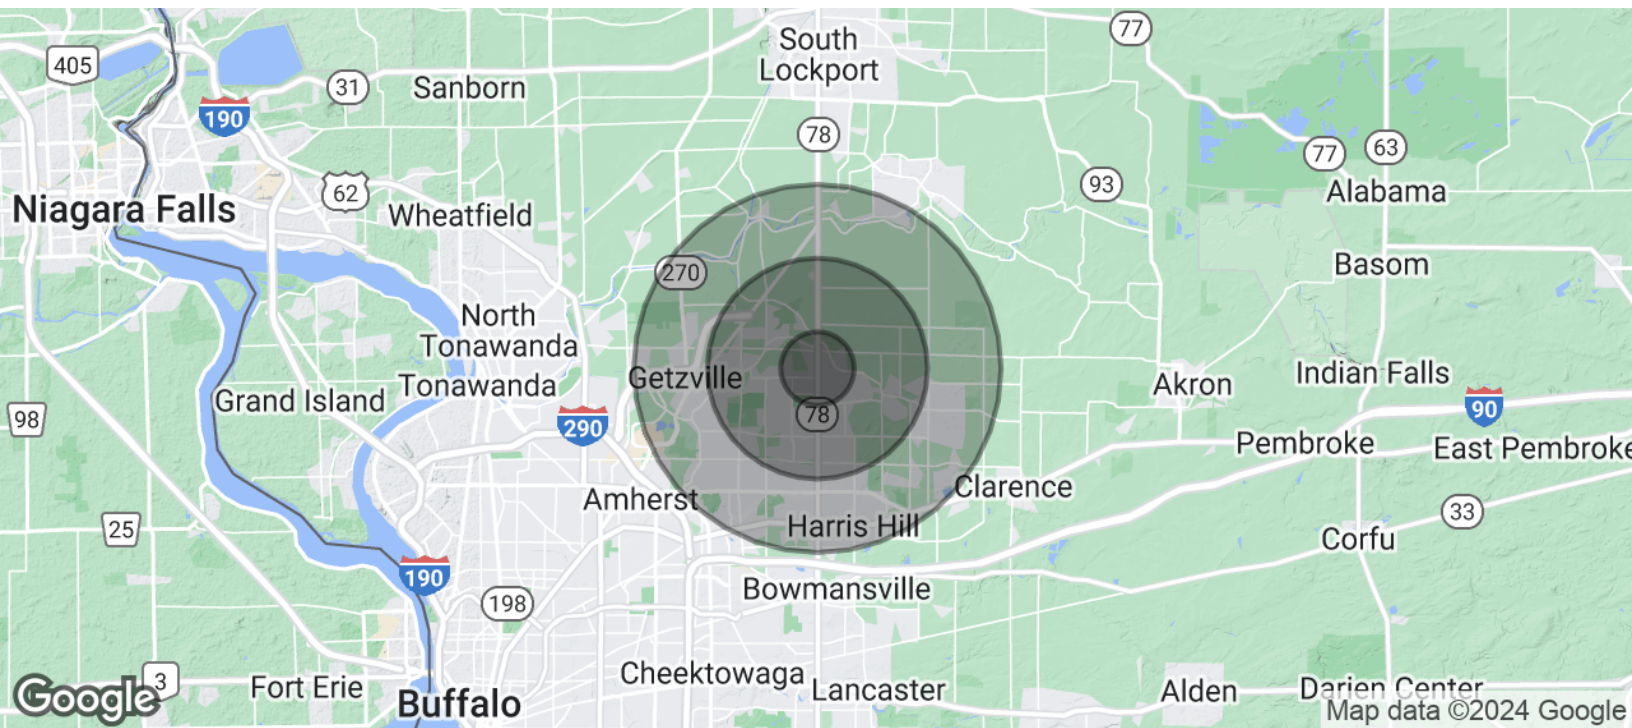 South
Lockport
77
405
31
Sanborn
190
78
77
63
62
93
Alabama
Niagara Falls
Wheatfield
270
Basom
North
Tonawanda
Getzville
Tonawanda
Akron
Indian Falls
Grand Island
98
290
78
90
Pembroke
East Pembroke
Clarence
Amherst
25
33
Harris Hill
Corfu
190
Bowmansville
198
Cheektowaga
3
Fort Erie
Lancaster
Alden
Darien Center
Google
Buffalo
Map data ©2024 Google